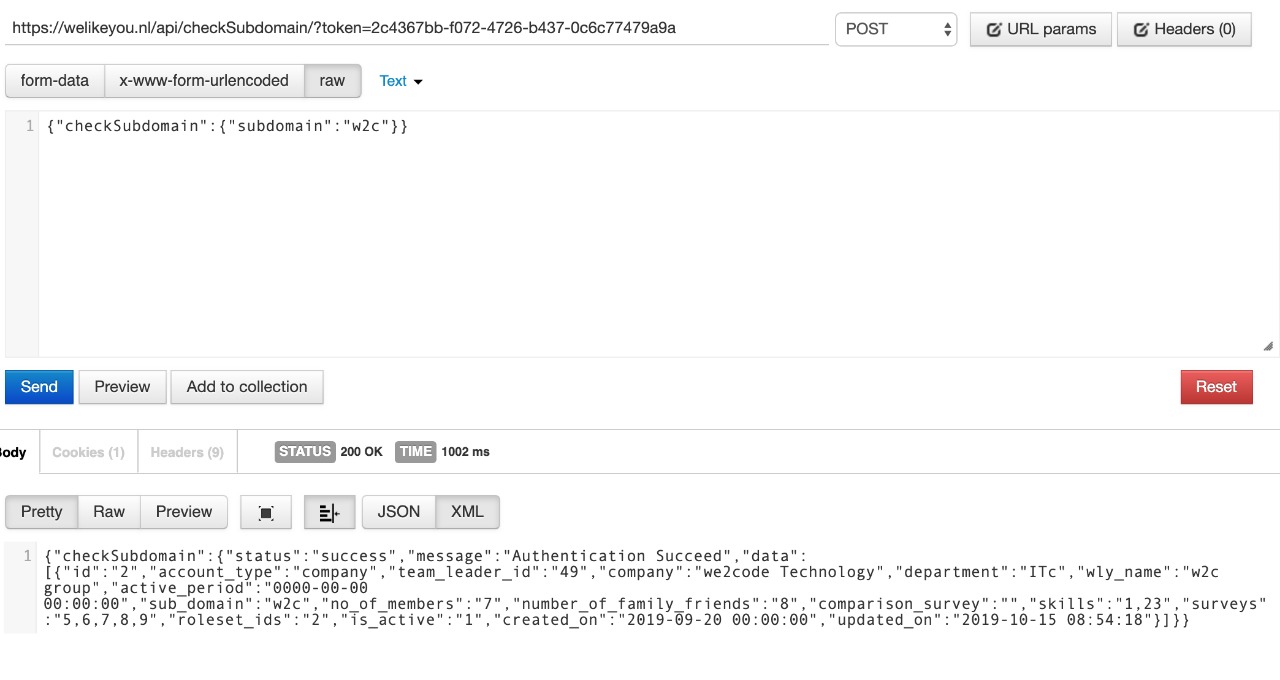 https://welikeyou.nl/api/checkSubdomain/?token=2c4367bb-f072-4726-b437-0c6c77479a9a POST URL params Headers (0)
form-data x-www-form-urlencoded raw Text
1 {"checkSubdomain":{"subdomain":"w2c"}}
Send Preview Add to collection Reset
Body Cookies (1) Headers (9) STATUS 200 OK TIME 1002 ms
Pretty Raw Preview JSON XML
1 {"checkSubdomain":{"status":"success","message":"Authentication Succeed","data":
[{"id":"2","account_type":"company","team_leader_id":"49","company":"we2code Technology","department":"ITc","wly_name":"w2c
group","active_period":"0000-00-00
00:00:00","sub_domain":"w2c","no_of_members":"7","number_of_family_friends":"8","comparison_survey":"","skills":"1,23","surveys"
:"5,6,7,8,9","roleset_ids":"2","is_active":"1","created_on":"2019-09-20 00:00:00","updated_on":"2019-10-15 08:54:18"}]}}